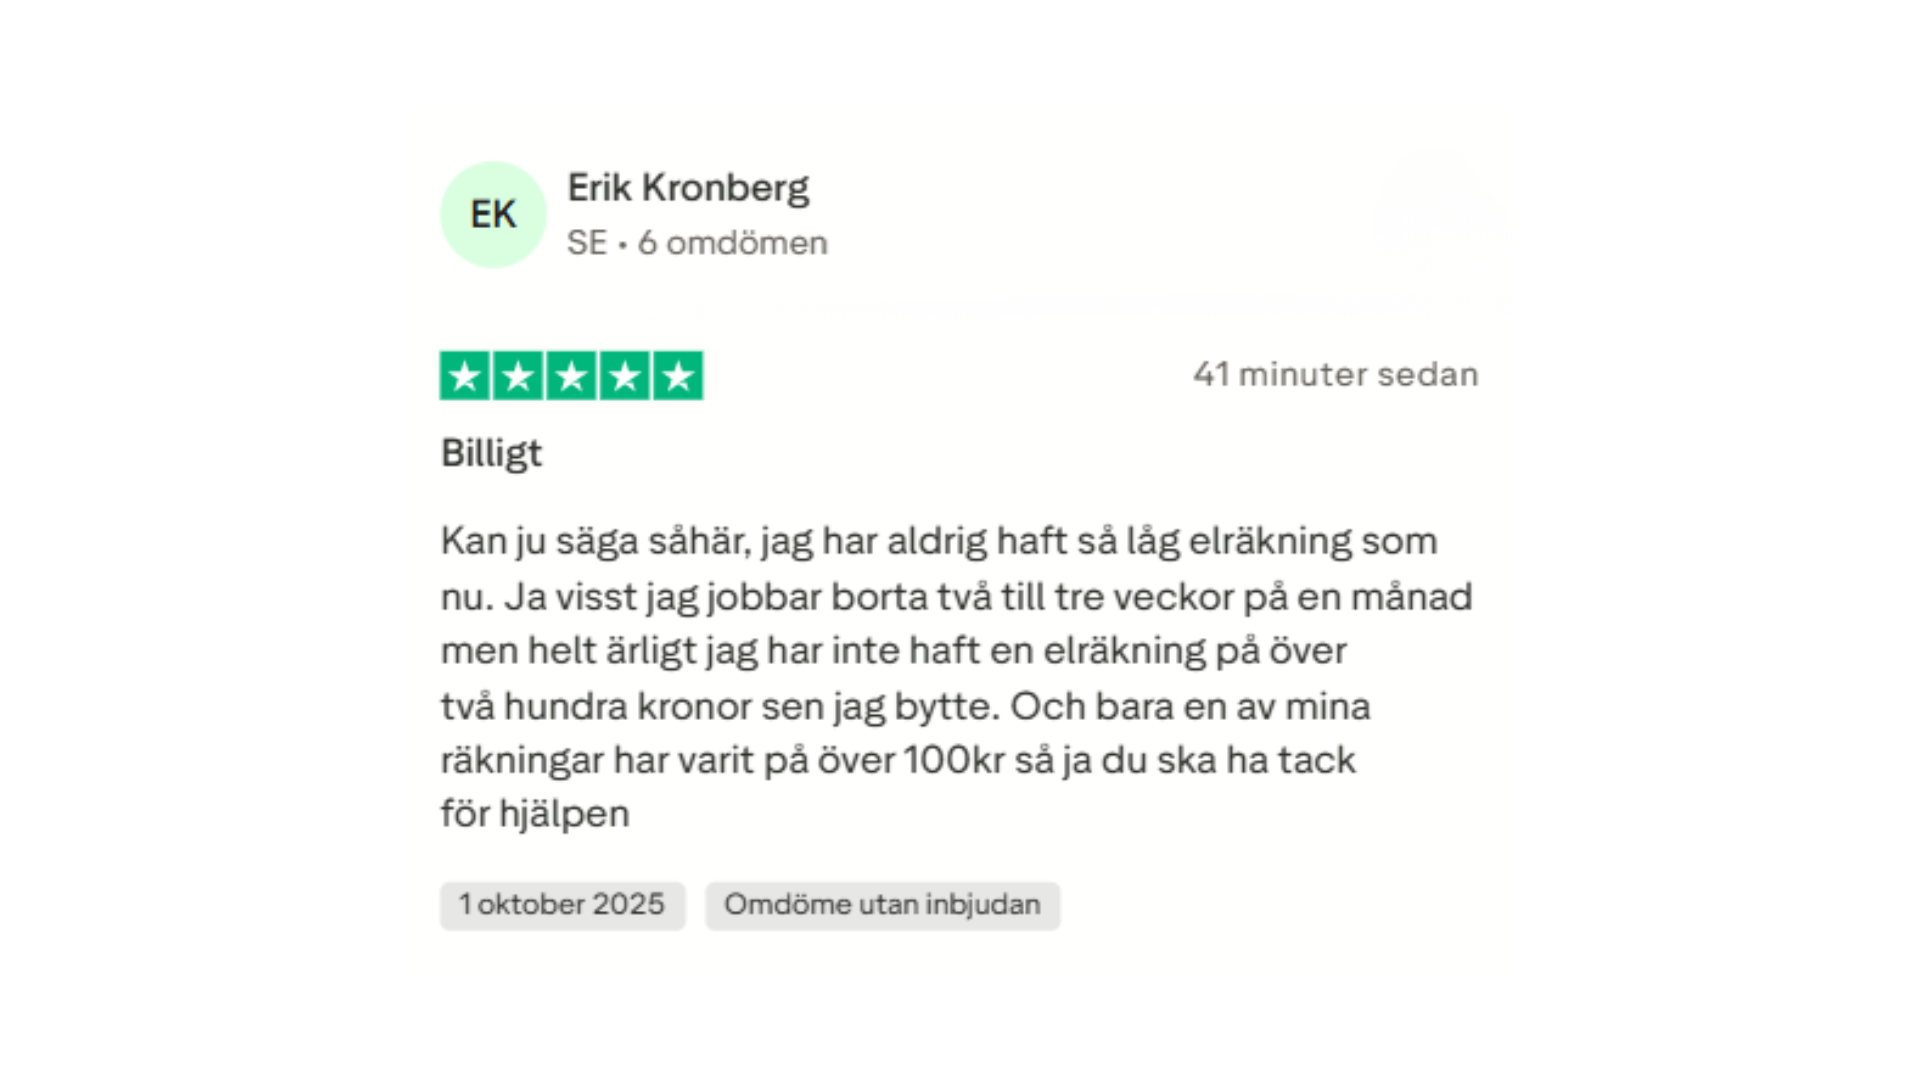 EK
Erik Kronberg
SE • 6 omdömen
41 minuter sedan
Billigt
Kan ju säga såhär, jag har aldrig haft så låg elräkning som
nu. Ja visst jag jobbar borta två till tre veckor på en månad
men helt ärligt jag har inte haft en elräkning på över
två hundra kronor sen jag bytte. Och bara en av mina
räkningar har varit på över 100kr så ja du ska ha tack
för hjälpen
1 oktober 2025
Omdöme utan inbjudan